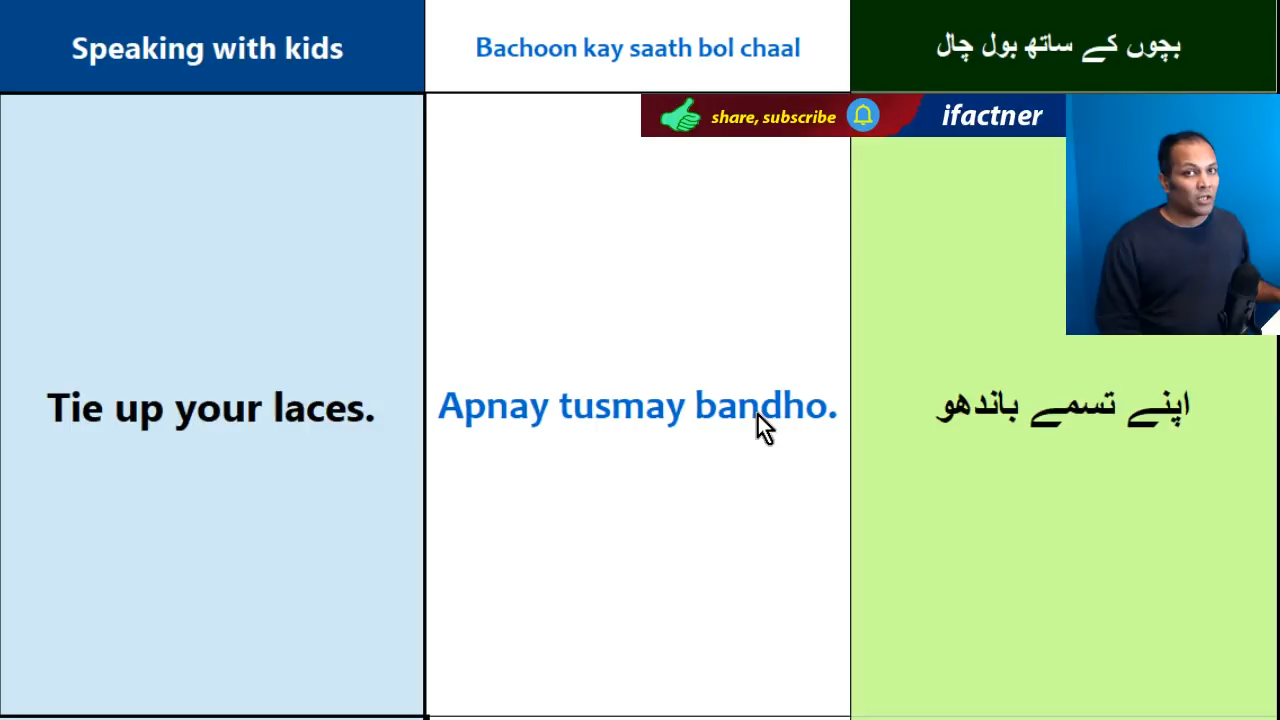 Speaking with kids
Bachoon kay saath bol chaal
بچوں کے ساتھ بول چال
share, subscribe
ifactner
Tie up your laces.
Apnay tusmay bandho.
اپنے تسمے باندھو